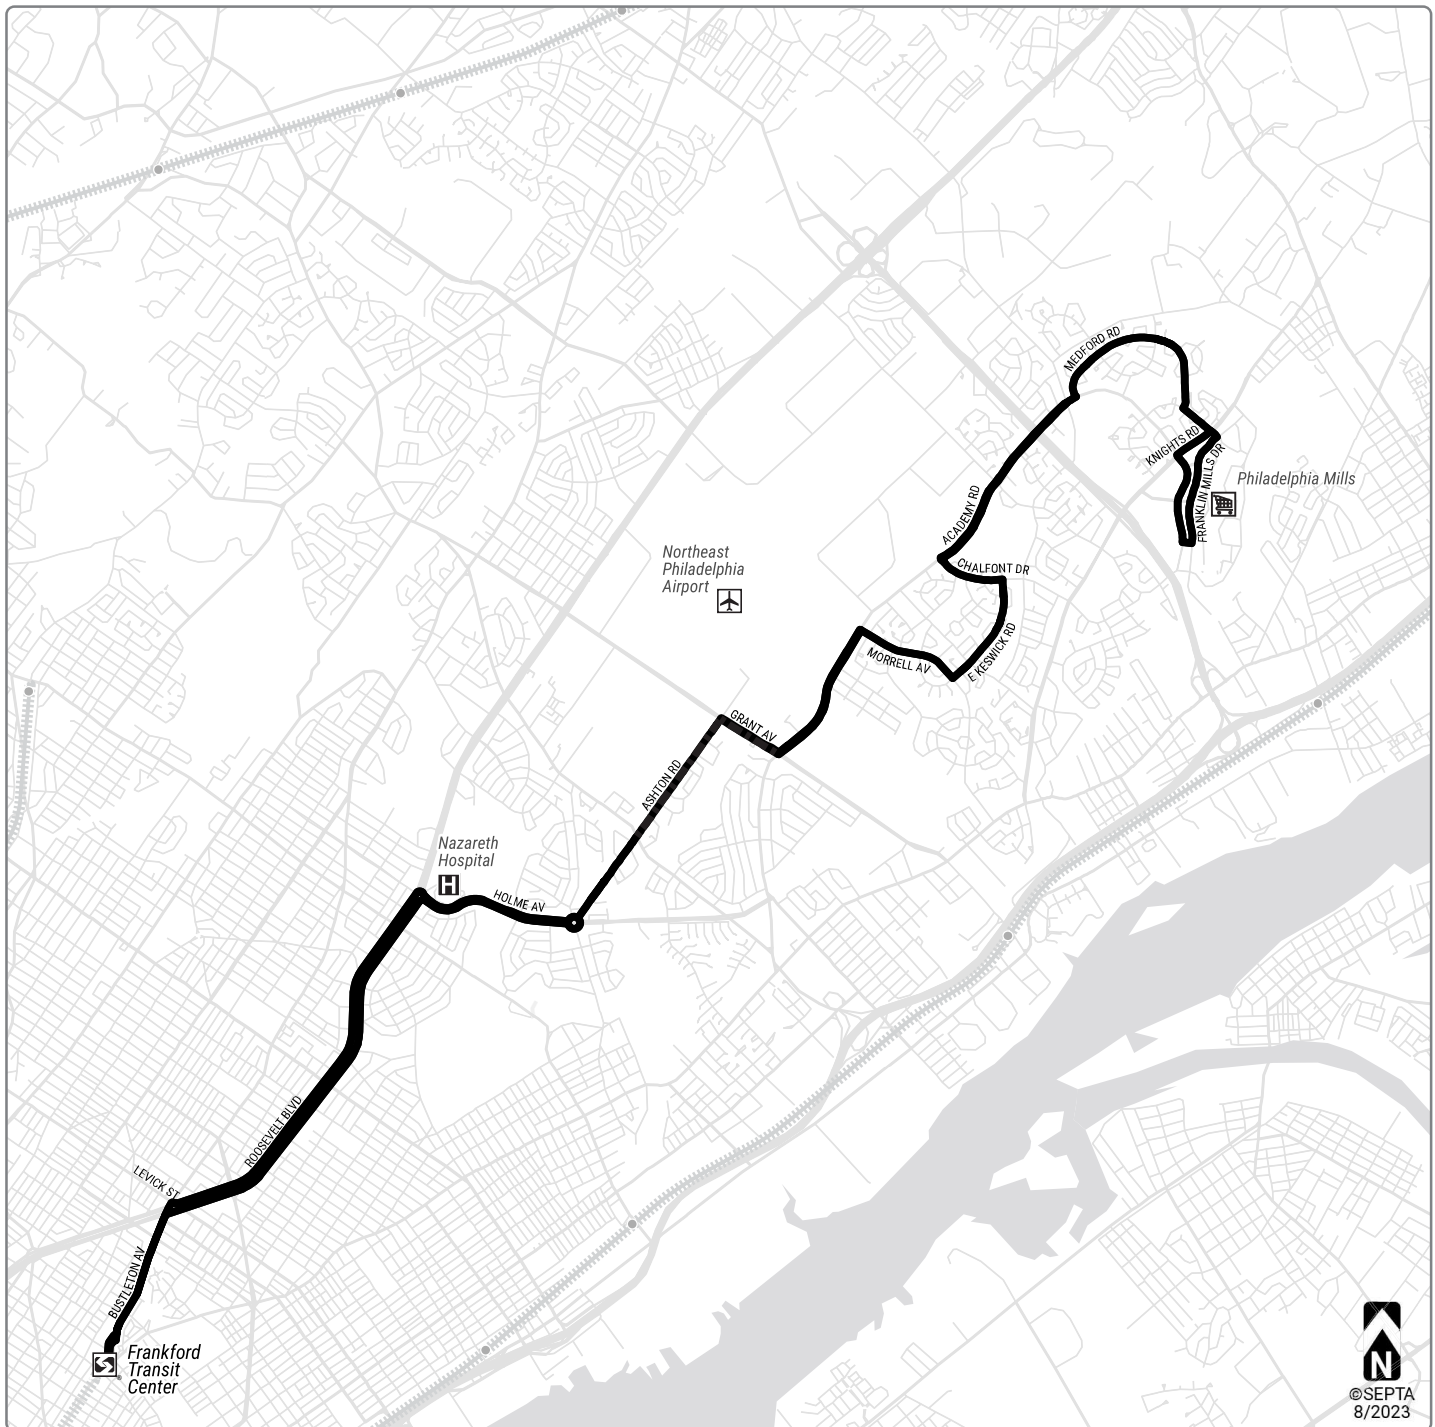 MEDFORD RD
KNIGHTS RD
FRANKLIN MILLS DR
Philadelphia Mills
ACADEMY RD
CHALFONT DR
Northeast
Philadelphia
Airport
E KESWICK RD
MORRELL AV
GRANT AV
ASHTON RD
Nazareth
Hospital
H
HOLME AV
ROOSEVELT BLVD
LEVICK ST
BUSTLETON AV
Frankford
Transit
Center
N
©SEPTA
8/2023